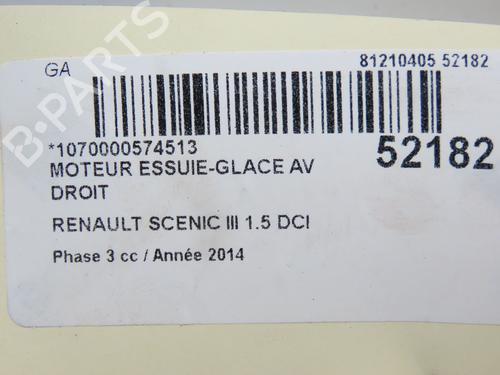 GA
81210405 52182
*1070000574513
52182
MOTEUR ESSUIE-GLACE AV
DROIT
RENAULT SCENIC III 1.5 DCI
Phase 3 cc / Année 2014
B-PARTS